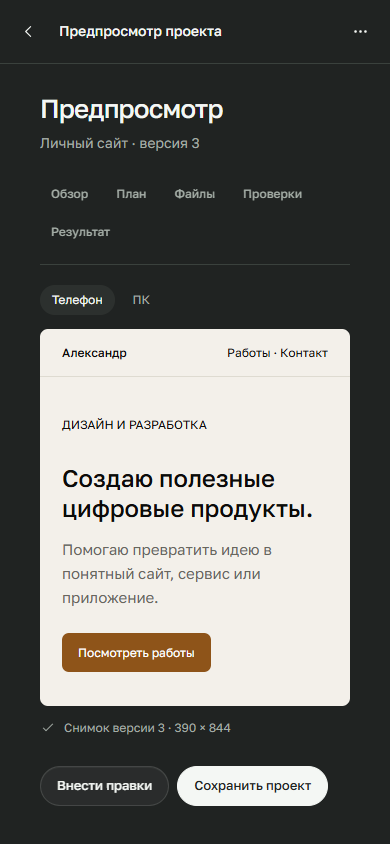 Предпросмотр проекта
Предпросмотр
Личный сайт · версия 3
Обзор План Файлы Проверки
Результат
Телефон ПК
Александр Работы · Контакт
ДИЗАЙН И РАЗРАБОТКА
Создаю полезные
цифровые продукты.
Помогаю превратить идею в
понятный сайт, сервис или
приложение.
Посмотреть работы
Снимок версии 3 · 390 × 844
Внести правки Сохранить проект